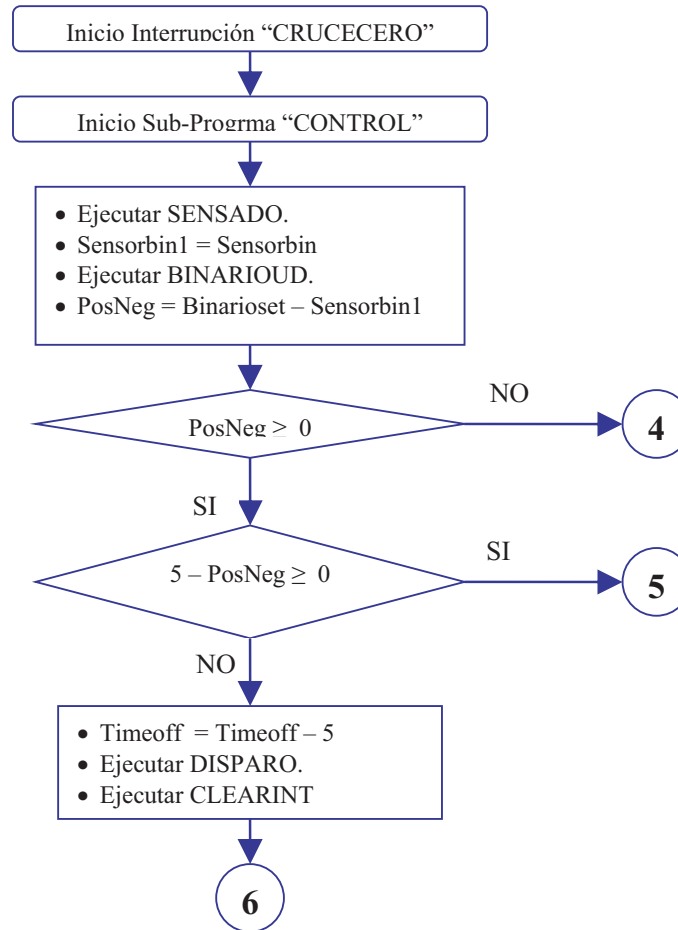 Inicio Interrupción “CRUCECERO”
Inicio Sub-Progrma “CONTROL”
• Ejecutar SENSADO.
• Sensorbin1 = Sensorbin
• Ejecutar BINARIOUD.
• PosNeg = Binarioset – Sensorbin1
NO
PosNeg ≥ 0
4
SI
5 – PosNeg ≥ 0
SI
5
NO
• Timeoff = Timeoff – 5
• Ejecutar DISPARO.
• Ejecutar CLEARINT
6